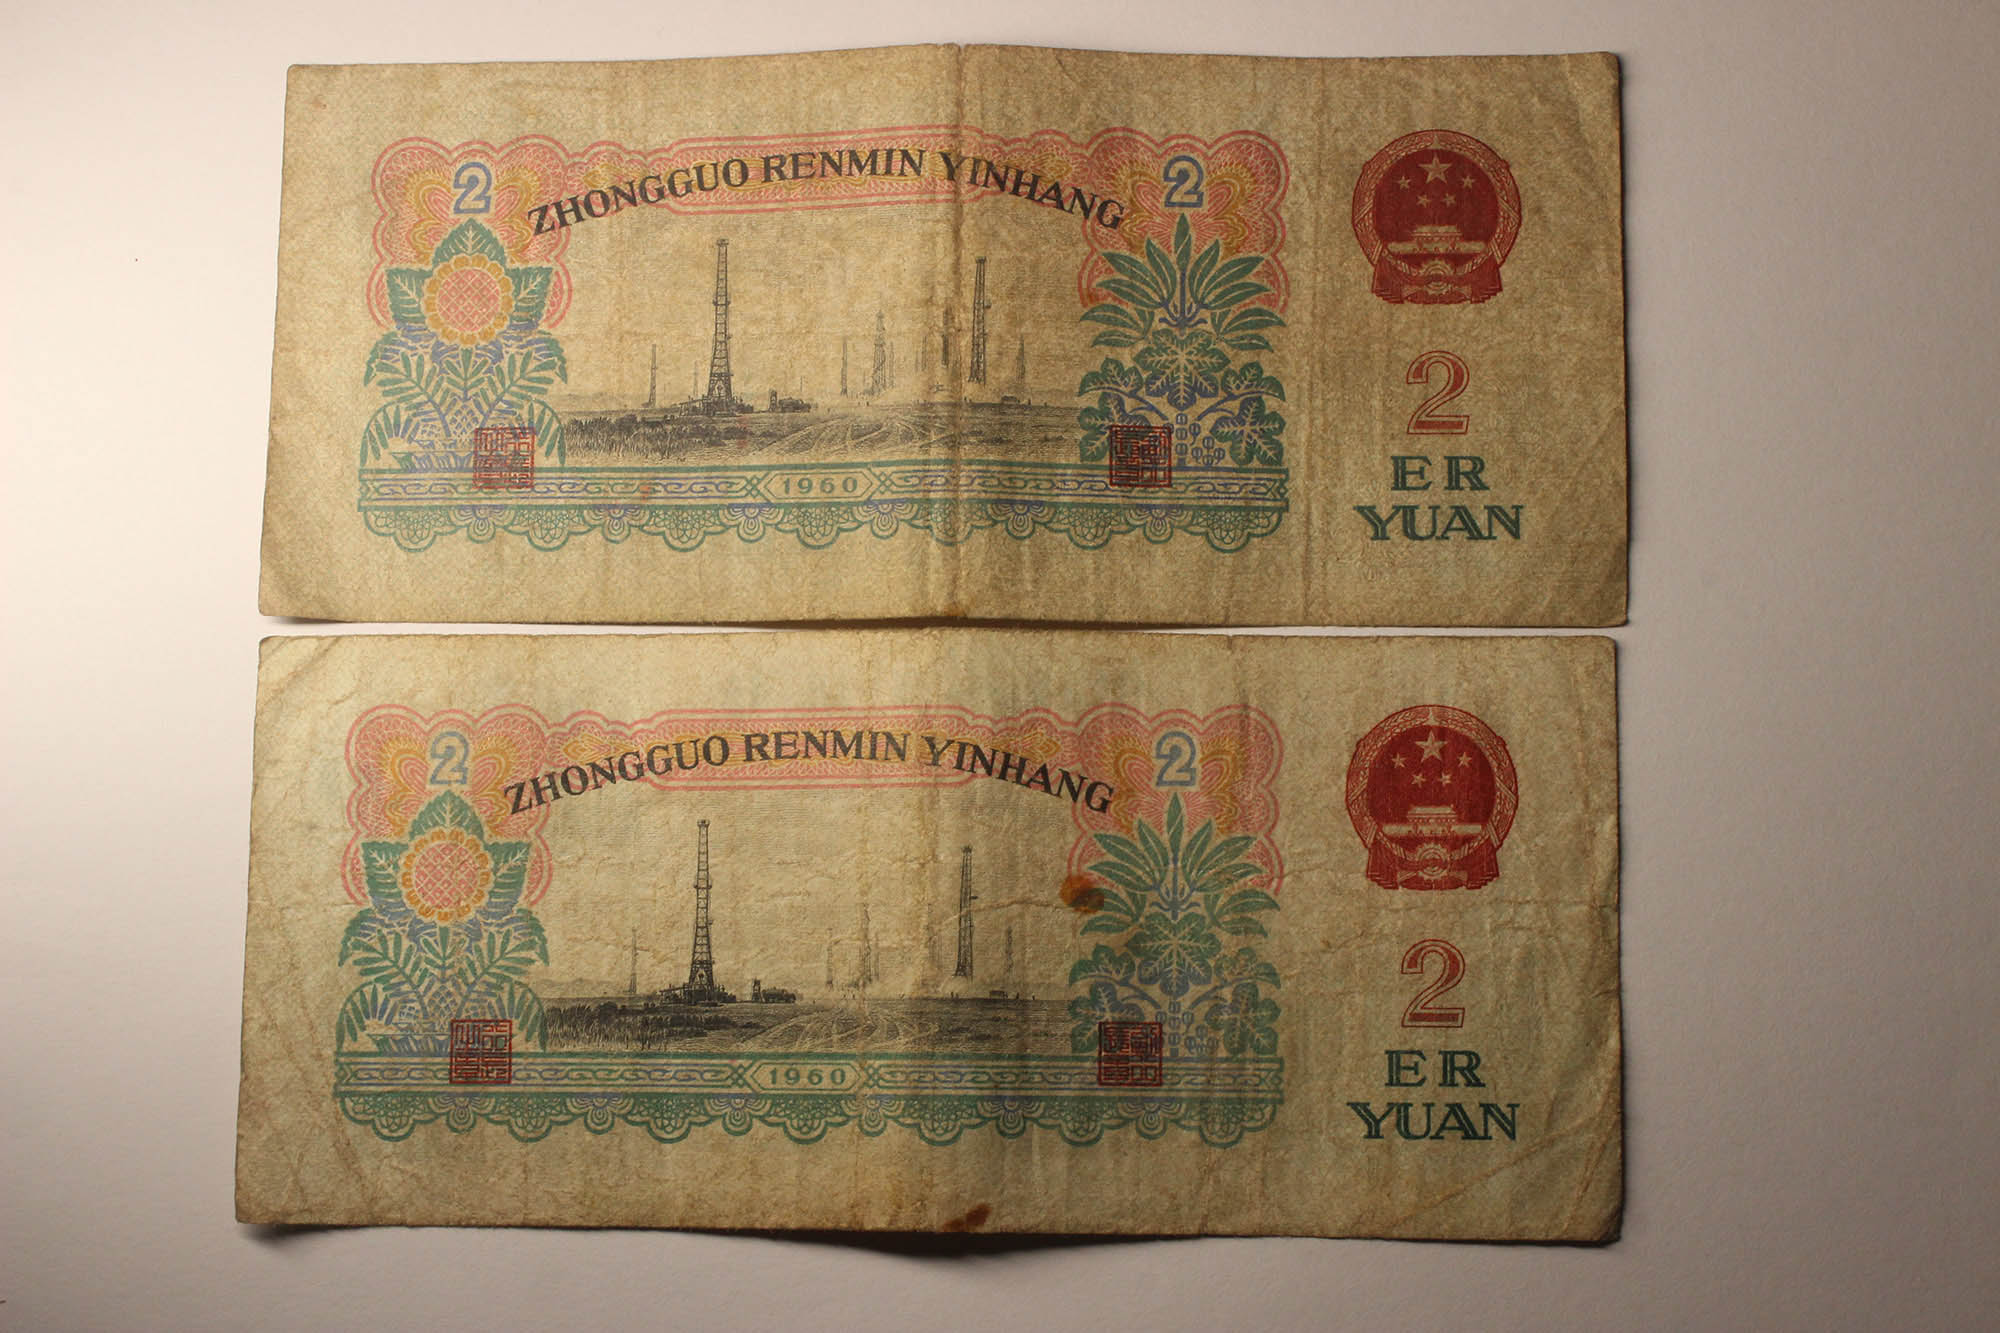 2
2
ZHONGGUO RENMIN YINHANG
2
ER
YUAN
1960
2
2
ZHONGGUO RENMIN YINHANG
2
ER
YUAN
1960